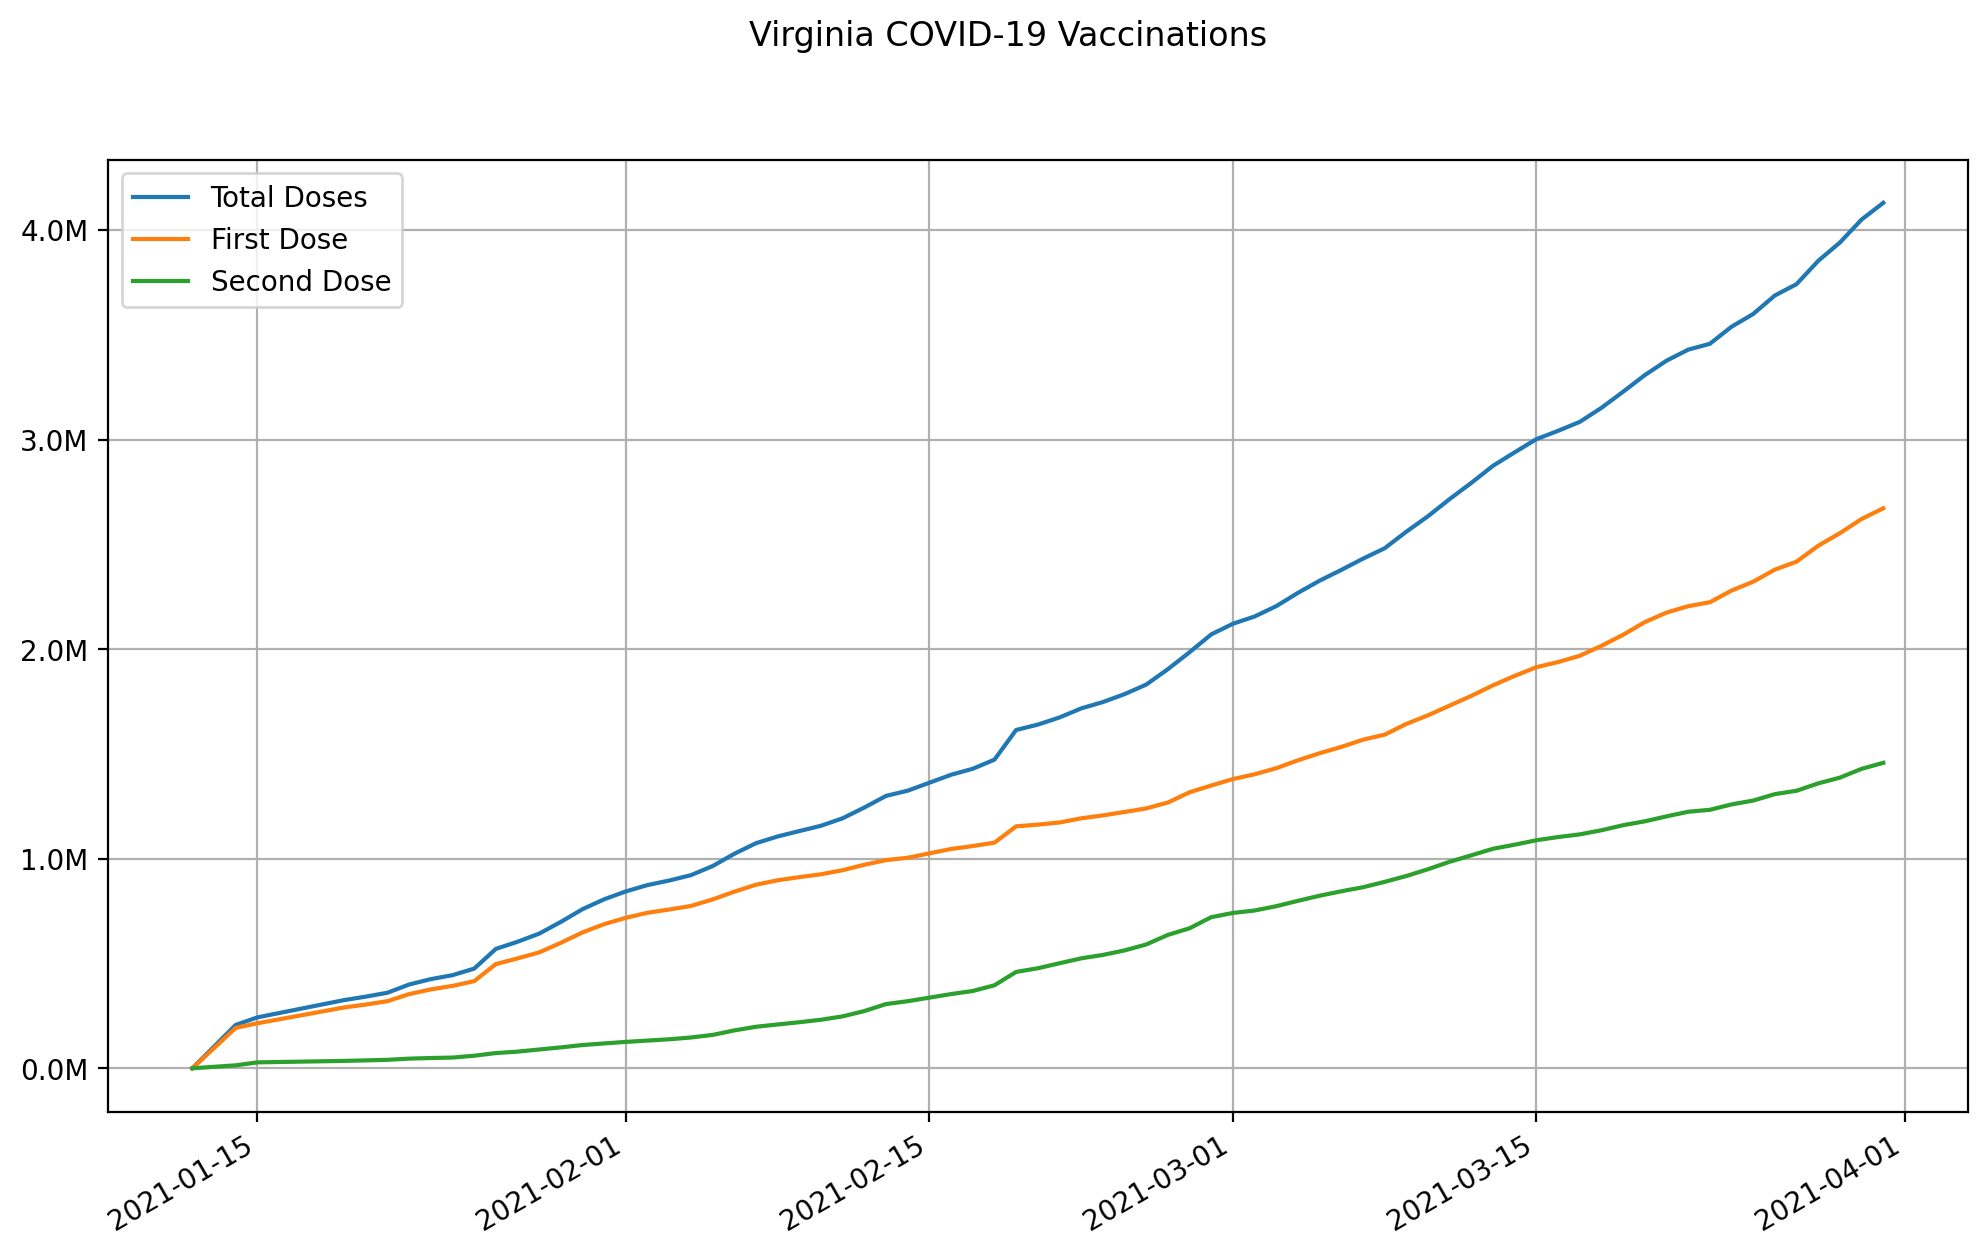 Virginia COVID-19 Vaccinations
Total Doses
First Dose
Second Dose
4.0M
3.0M
2.0M
1.0M
0.0M
2021-01-15
2021-02-01
2021-02-15
2021-03-01
2021-03-15
2021-04-01